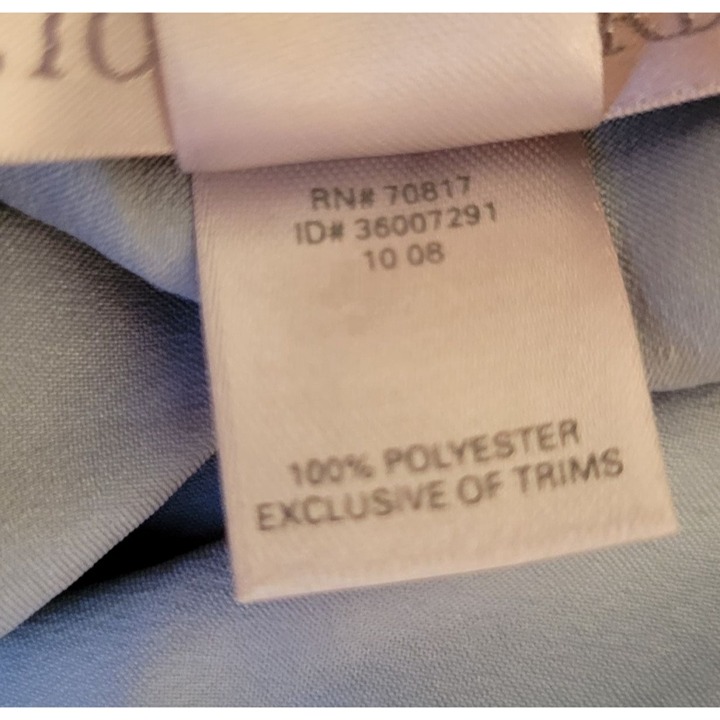 RN# 70817
ID# 36007291
10 08
100% POLYESTER
EXCLUSIVE OF TRIMS